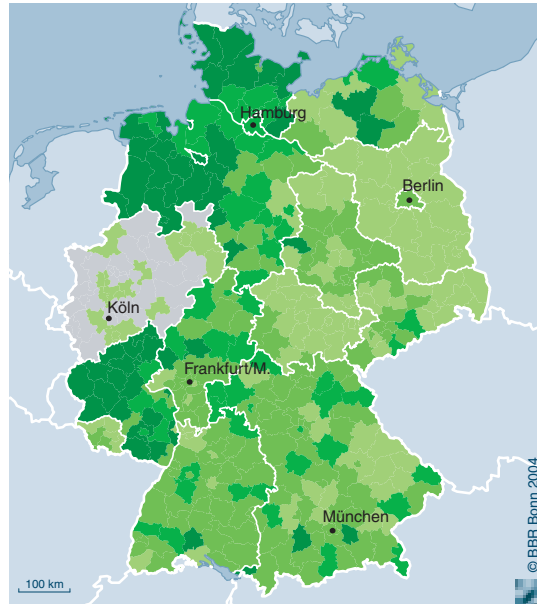 Hamburg
Berlin
Köln
Frankfurt/M.
München
100 km
© BBR Bonn 2004